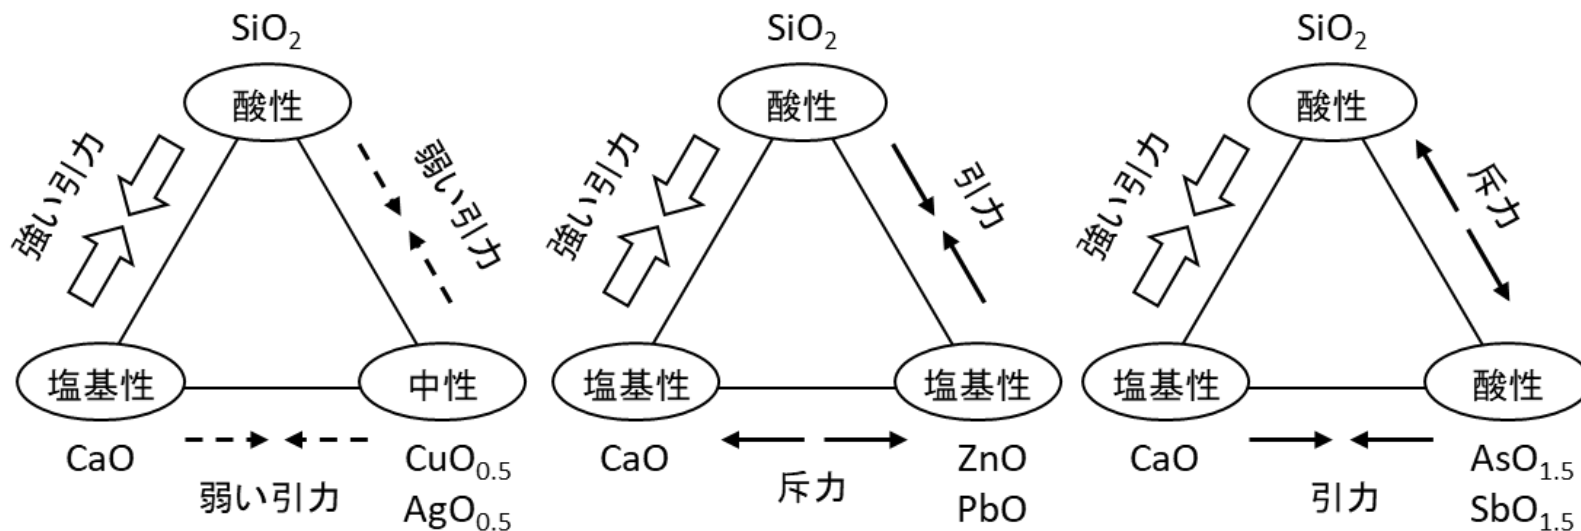 SiO₂
酸性
強い引力
弱い引力
塩基性
中性
CaO
弱い引力
CuO₀.₅
AgO₀.₅
SiO₂
酸性
強い引力
引力
塩基性
塩基性
CaO
斥力
ZnO
PbO
SiO₂
酸性
強い引力
斥力
塩基性
酸性
CaO
引力
AsO₁.₅
SbO₁.₅